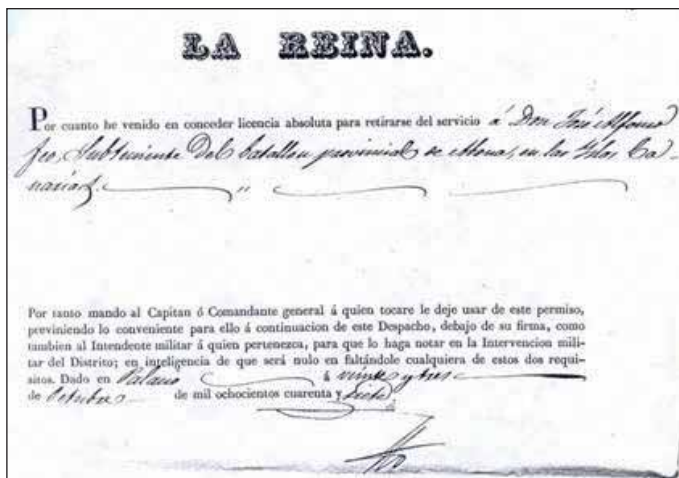 LA REINA.
Por cuanto he venido en conceder licencia absoluta para retirarse del servicio á Don José Alfonso
feo, Subteniente del batallon provincial de Abona, en las Yslas Ca-
narias.
Por tanto mando al Capitan ó Comandante general á quien tocare le deje usar de este permiso,
previniendo lo conveniente para ello á continuacion de este Despacho, debajo de su firma, como
tambien al Intendente militar á quien pertenezca, para que lo haga notar en la Intervencion mili-
tar del Distrito; en inteligencia de que será nulo en faltándole cualquiera de estos dos requi-
sitos. Dado en Palacio á veinte y tres
de Octubre de mil ochocientos cuarenta y siete